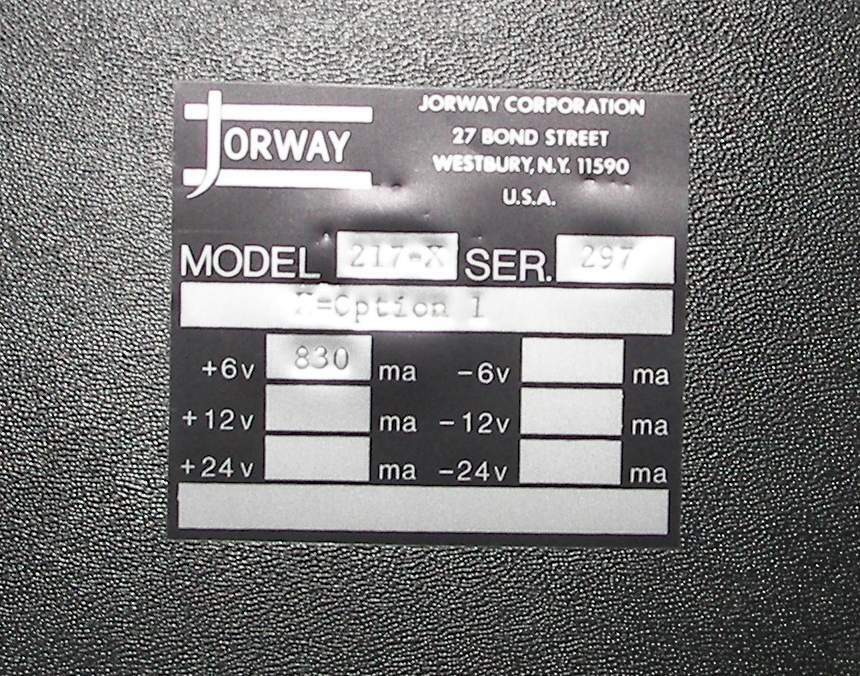 JORWAY
JORWAY CORPORATION
27 BOND STREET
WESTBURY, N.Y. 11590
U.S.A.
MODEL 217-X SER. 297
X=Option 1
+6v 830 ma -6v ma
+12v ma -12v ma
+24v ma -24v ma